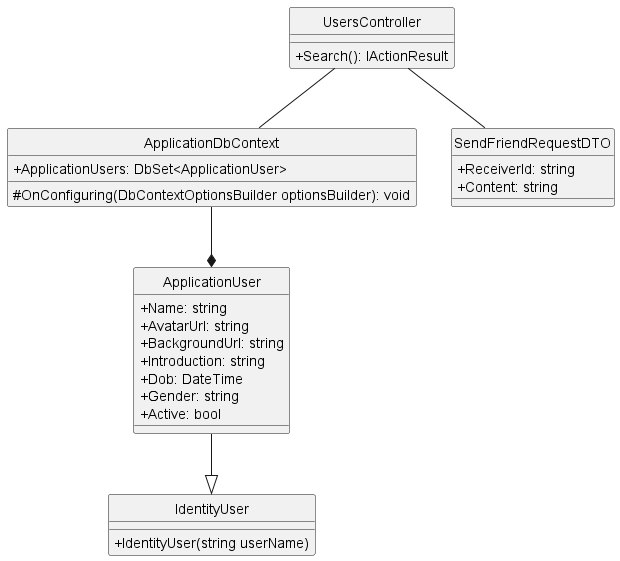 UsersController
+Search(): IActionResult
ApplicationDbContext
+ApplicationUsers: DbSet<ApplicationUser>
#OnConfiguring(DbContextOptionsBuilder optionsBuilder): void
SendFriendRequestDTO
+ReceiverId: string
+Content: string
ApplicationUser
+Name: string
+AvatarUrl: string
+BackgroundUrl: string
+Introduction: string
+Dob: DateTime
+Gender: string
+Active: bool
IdentityUser
+IdentityUser(string userName)